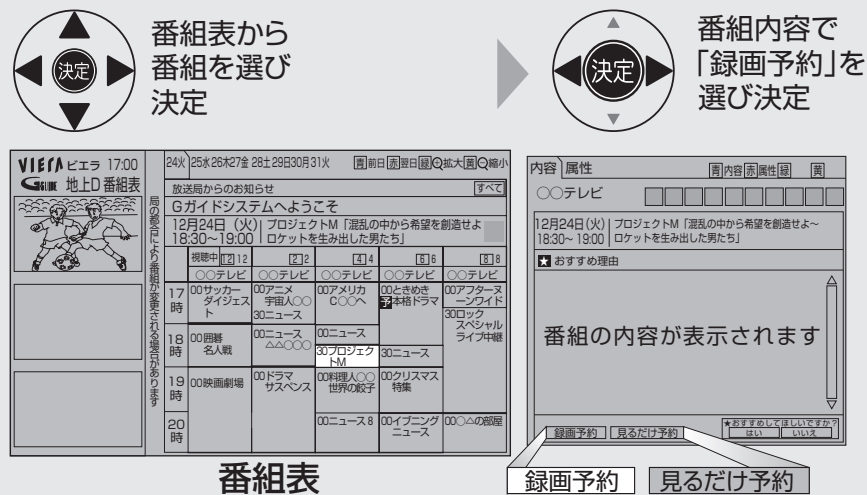 番組表から
番組を選び
決定
決定
番組内容で
「録画予約」を
選び決定
決定
VIERA ビエラ 17:00
GGUIDE 地上D 番組表
局の都合により番組が変更される場合があります
24火 25水 26木 27金 28土 29日 30月 31火 青前日 赤翌日 緑拡大 黄縮小
放送局からのお知らせ すべて
Gガイドシステムへようこそ
12月24日(火) プロジェクトM「混乱の中から希望を創造せよ
18:30~19:00 ロケットを生み出した男たち」
視聴中 12 12 2 2 4 4 6 6 8 8
○○テレビ ○○テレビ ○○テレビ ○○テレビ ○○テレビ
17時
00サッカー
ダイジェス
ト
00アニメ
宇宙人○○
30ニュース
00アメリカ
C○○へ
00ときめき
予本格ドラマ
00アフターヌ
ーンワイド
30ロック
スペシャル
ライブ中継
18時
00囲碁
名人戦
00ニュース
△△○○○
00ニュース
30プロジェク
トM
30ニュース
19時
00映画劇場
00ドラマ
サスペンス
00料理人○○
世界の餃子
00クリスマス
特集
20時
00ニュース8
00イブニング
ニュース
00○△の部屋
番組表
内容 属性 青内容 赤属性 緑 黄
○○テレビ
12月24日(火) プロジェクトM「混乱の中から希望を創造せよ~
18:30~ 19:00 ロケットを生み出した男たち」
★おすすめ理由
番組の内容が表示されます
★おすすめしてほしいですか?
録画予約 見るだけ予約 はい いいえ
録画予約 見るだけ予約